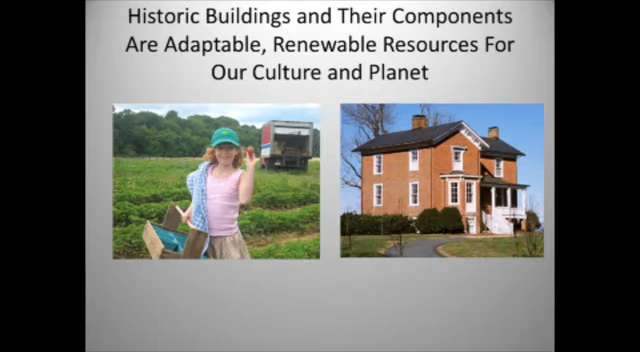 Historic Buildings and Their Components
Are Adaptable, Renewable Resources For
Our Culture and Planet